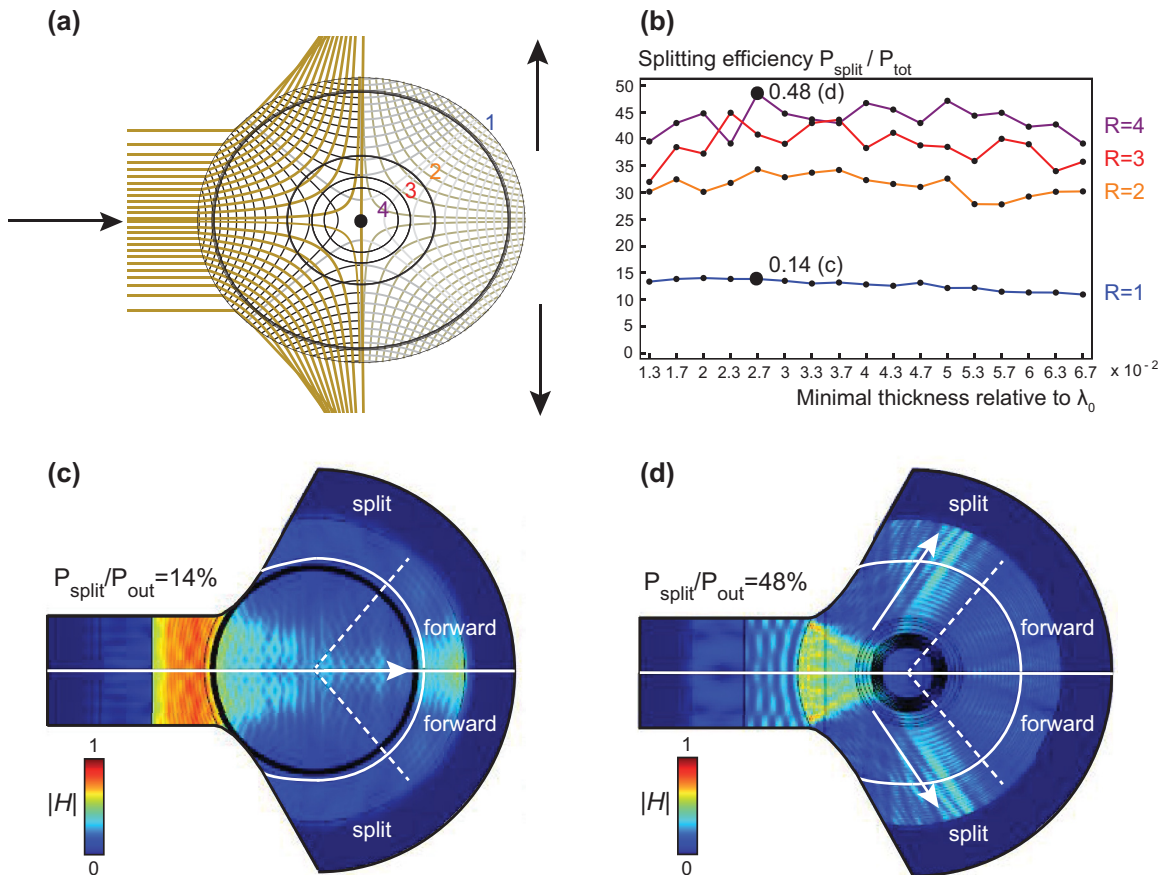 (a)
1
2
3
4
(b)
Splitting efficiency P_split / P_tot
50
45
40
35
30
25
20
15
10
5
0
0.48 (d)
0.14 (c)
R=4
R=3
R=2
R=1
1.3 1.7 2 2.3 2.7 3 3.3 3.7 4 4.3 4.7 5 5.3 5.7 6 6.3 6.7 x 10⁻²
Minimal thickness relative to λ₀
(c)
P_split/P_out=14%
split
forward
forward
split
1
|H|
0
(d)
P_split/P_out=48%
split
forward
forward
split
1
|H|
0